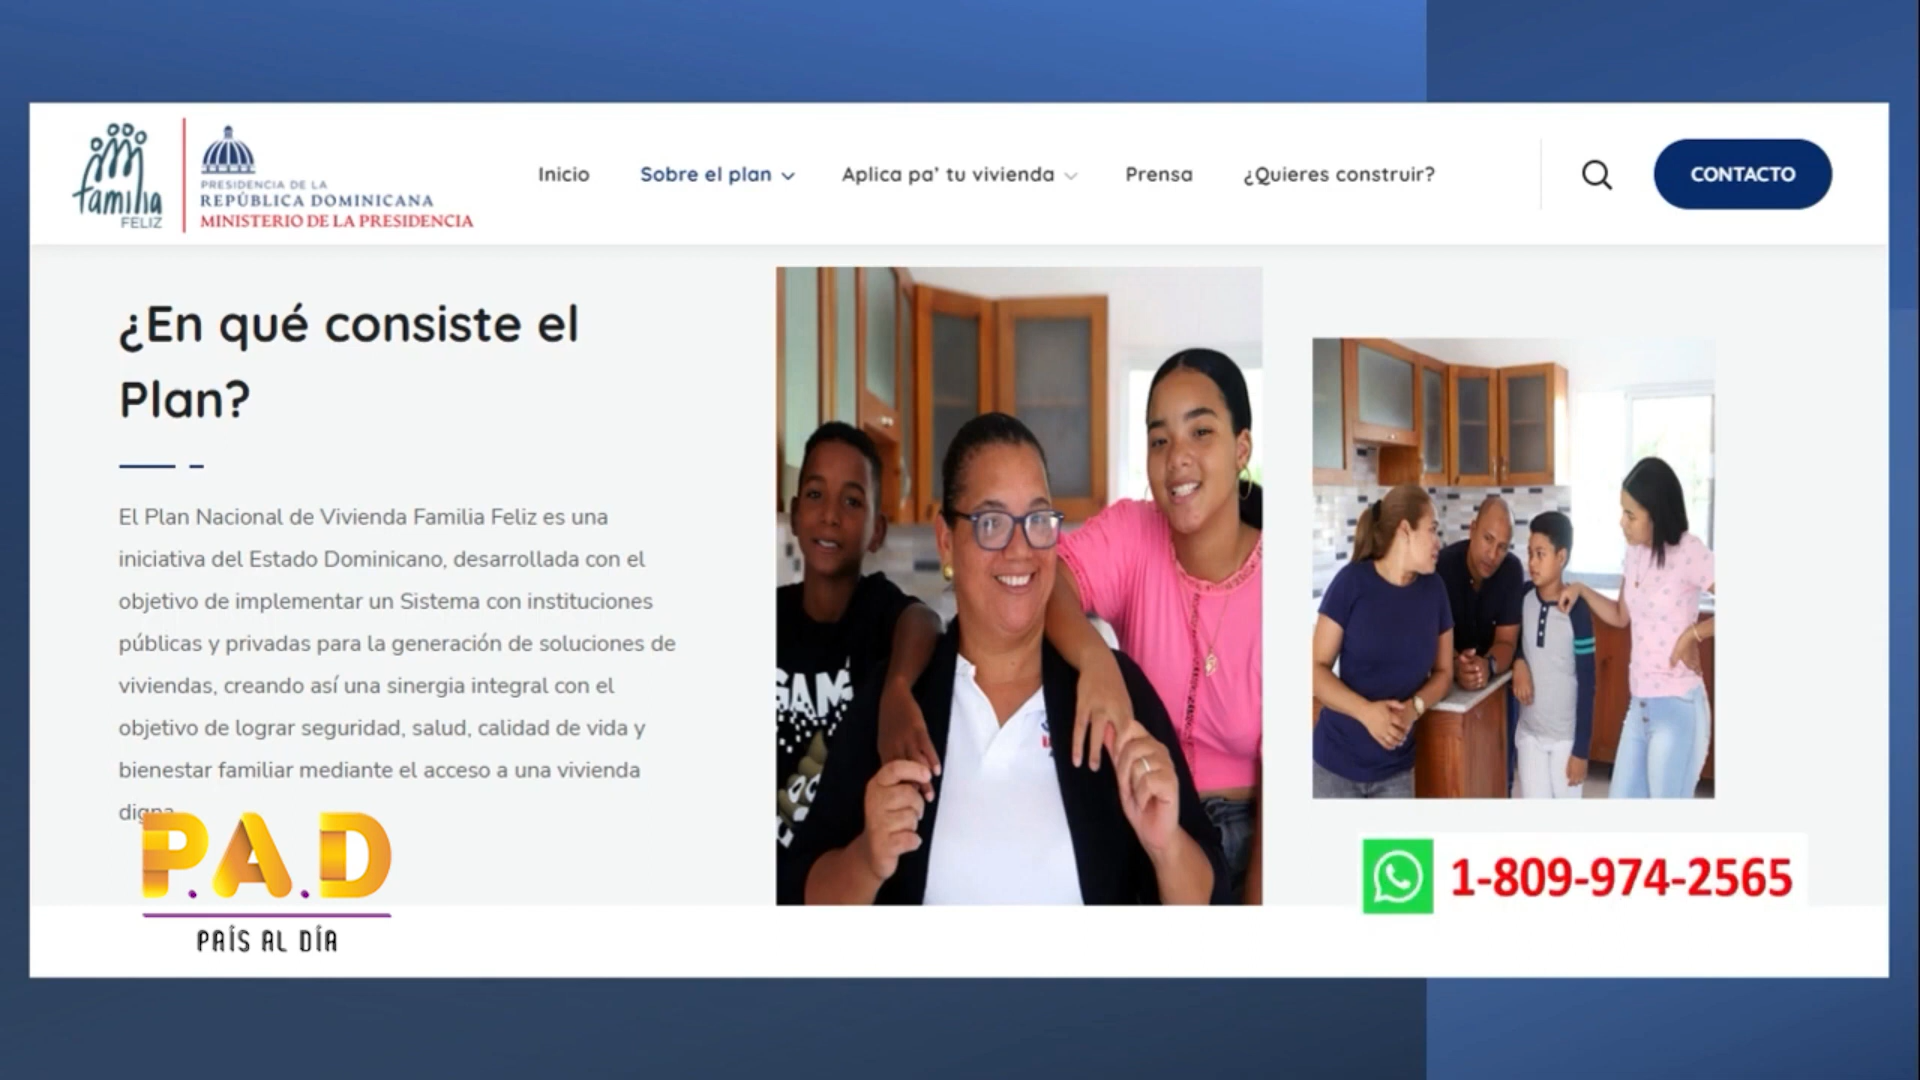 familia
FELIZ
PRESIDENCIA DE LA
REPÚBLICA DOMINICANA
MINISTERIO DE LA PRESIDENCIA
Inicio
Sobre el plan
Aplica pa' tu vivienda
Prensa
¿Quieres construir?
CONTACTO
¿En qué consiste el
Plan?
El Plan Nacional de Vivienda Familia Feliz es una
iniciativa del Estado Dominicano, desarrollada con el
objetivo de implementar un Sistema con instituciones
públicas y privadas para la generación de soluciones de
viviendas, creando así una sinergia integral con el
objetivo de lograr seguridad, salud, calidad de vida y
bienestar familiar mediante el acceso a una vivienda
digna
P.A.D
PAÍS AL DÍA
1-809-974-2565